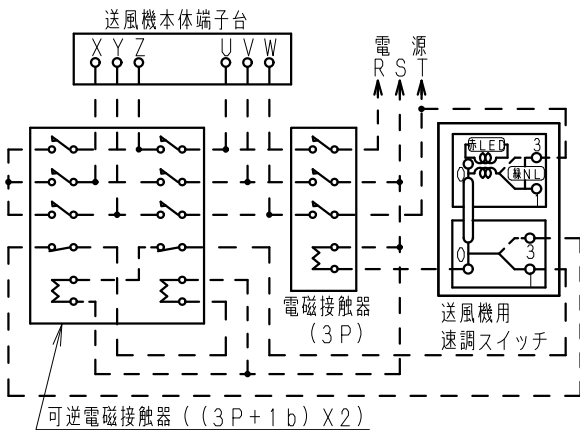 送風機本体端子台
X Y Z U V W
電源
R S T
赤LED
3
0
緑NL
1
0
3
1
電磁接触器
(3P)
送風機用
速調スイッチ
可逆電磁接触器((3P+1b)X2)